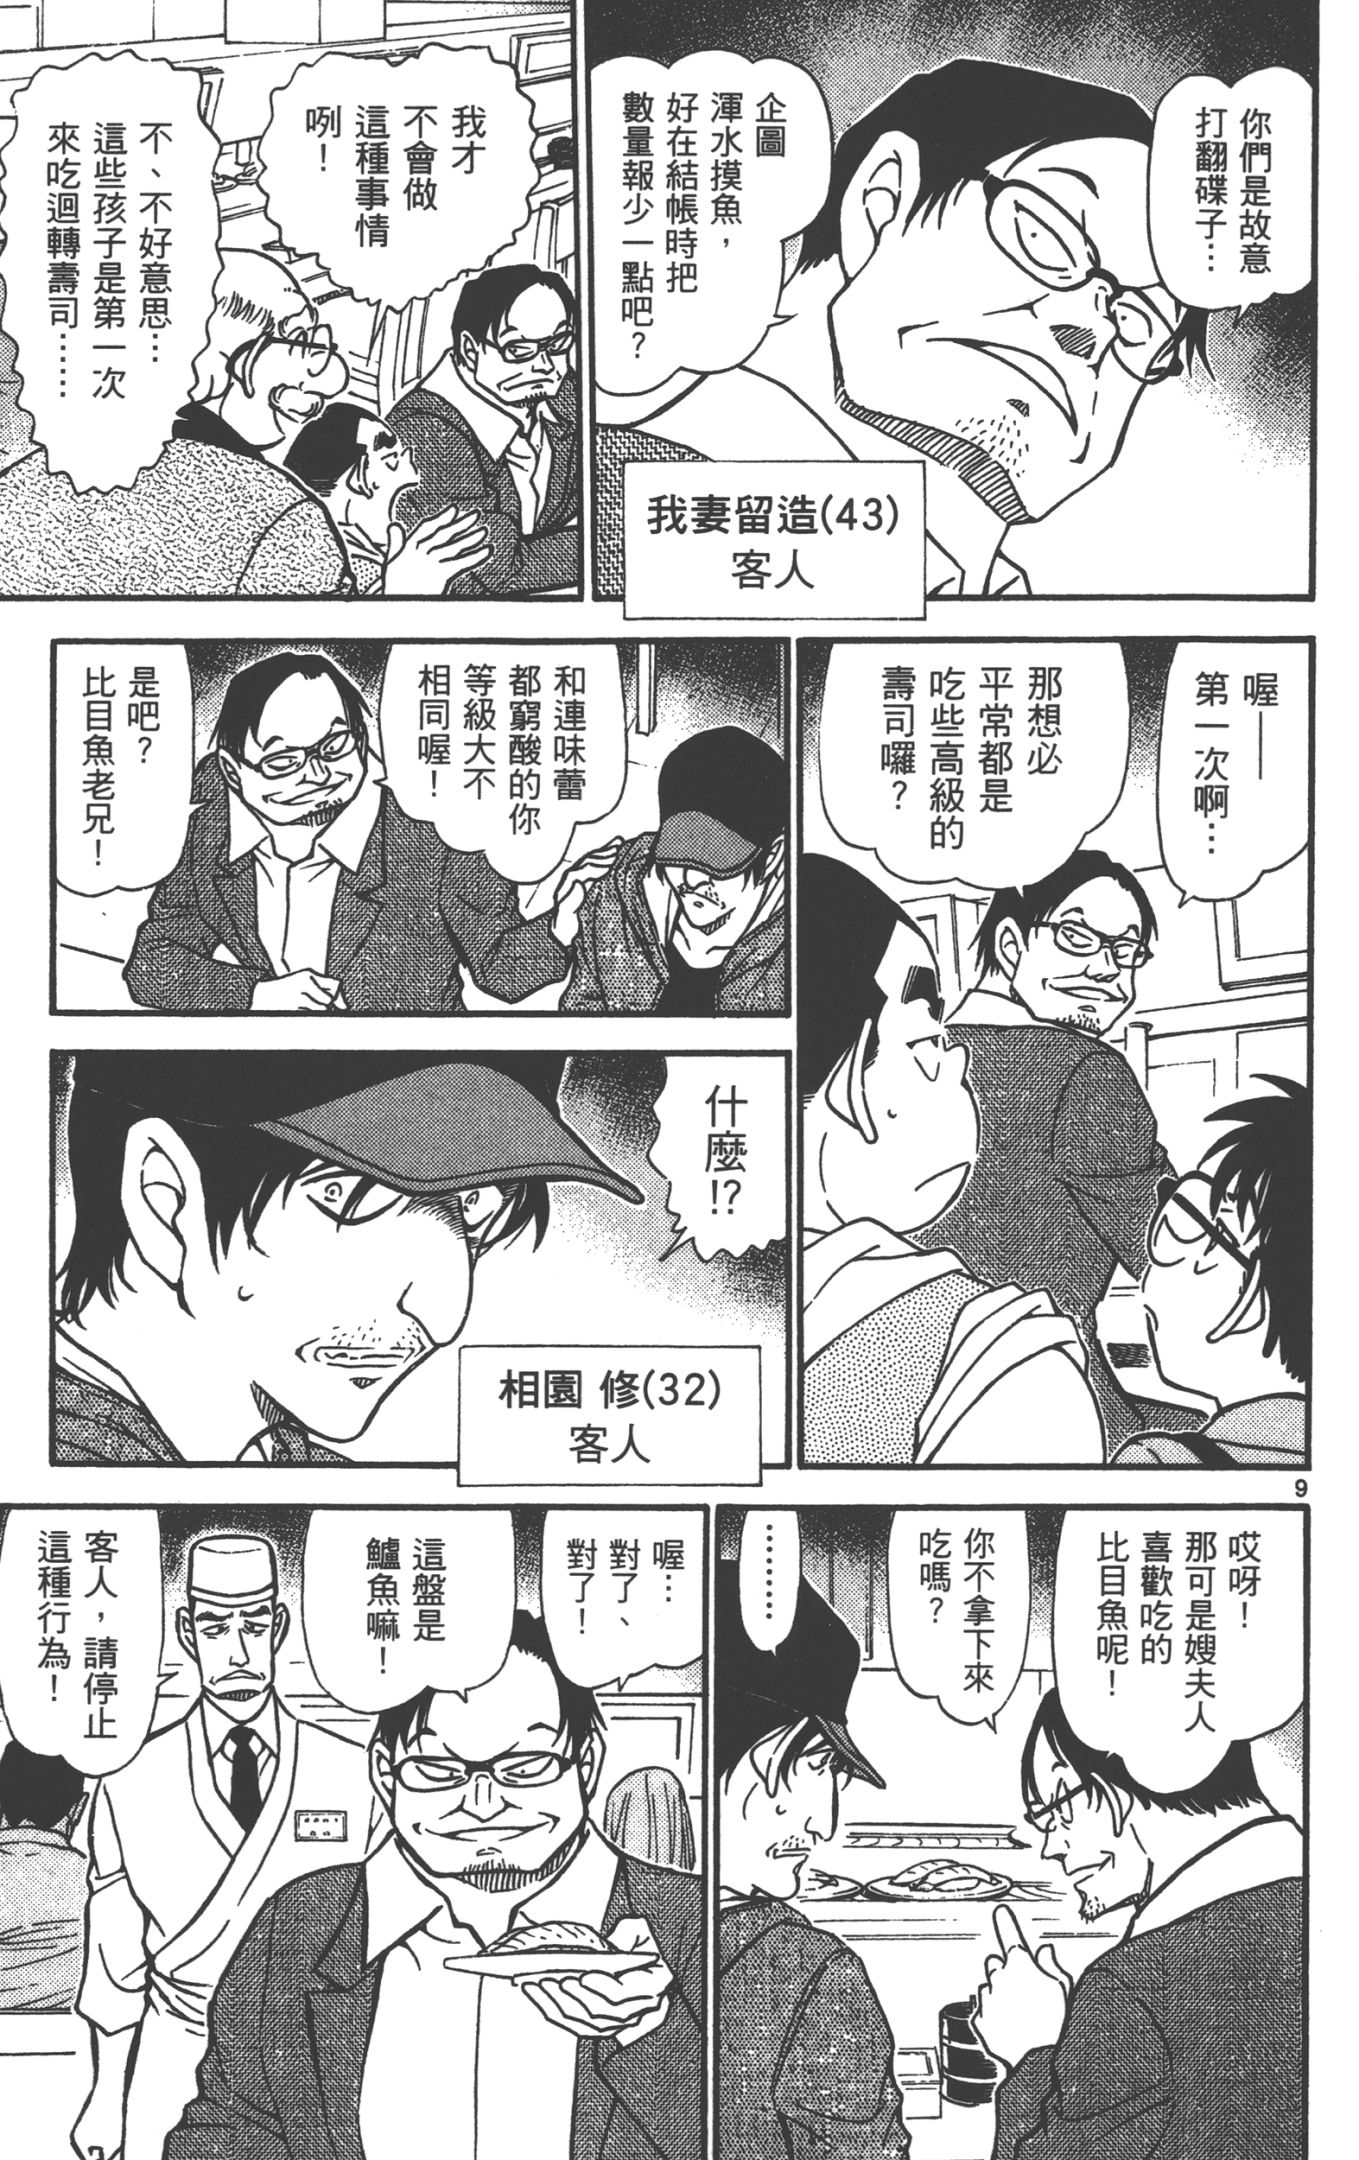 你們是故意
打翻碟子…
企圖
渾水摸魚，
好在結帳時把
數量報少一點吧？
我妻留造(43)
客人
我才
不會做
這種事情
咧！
不、不好意思…
這些孩子是第一次
來吃迴轉壽司……
喔——
第一次啊…
那想必
平常都是
吃些高級的
壽司囉？
和連味蕾
都窮酸的你
等級大不
相同喔！
是吧？
比目魚老兄！
什麼!?
相園 修(32)
客人
9
哎呀！
那可是嫂夫人
喜歡吃的
比目魚呢！
你不拿下來
吃嗎？
………
喔…
對了、
對了！
這盤是
鱸魚嘛！
客人，請停止
這種行為！